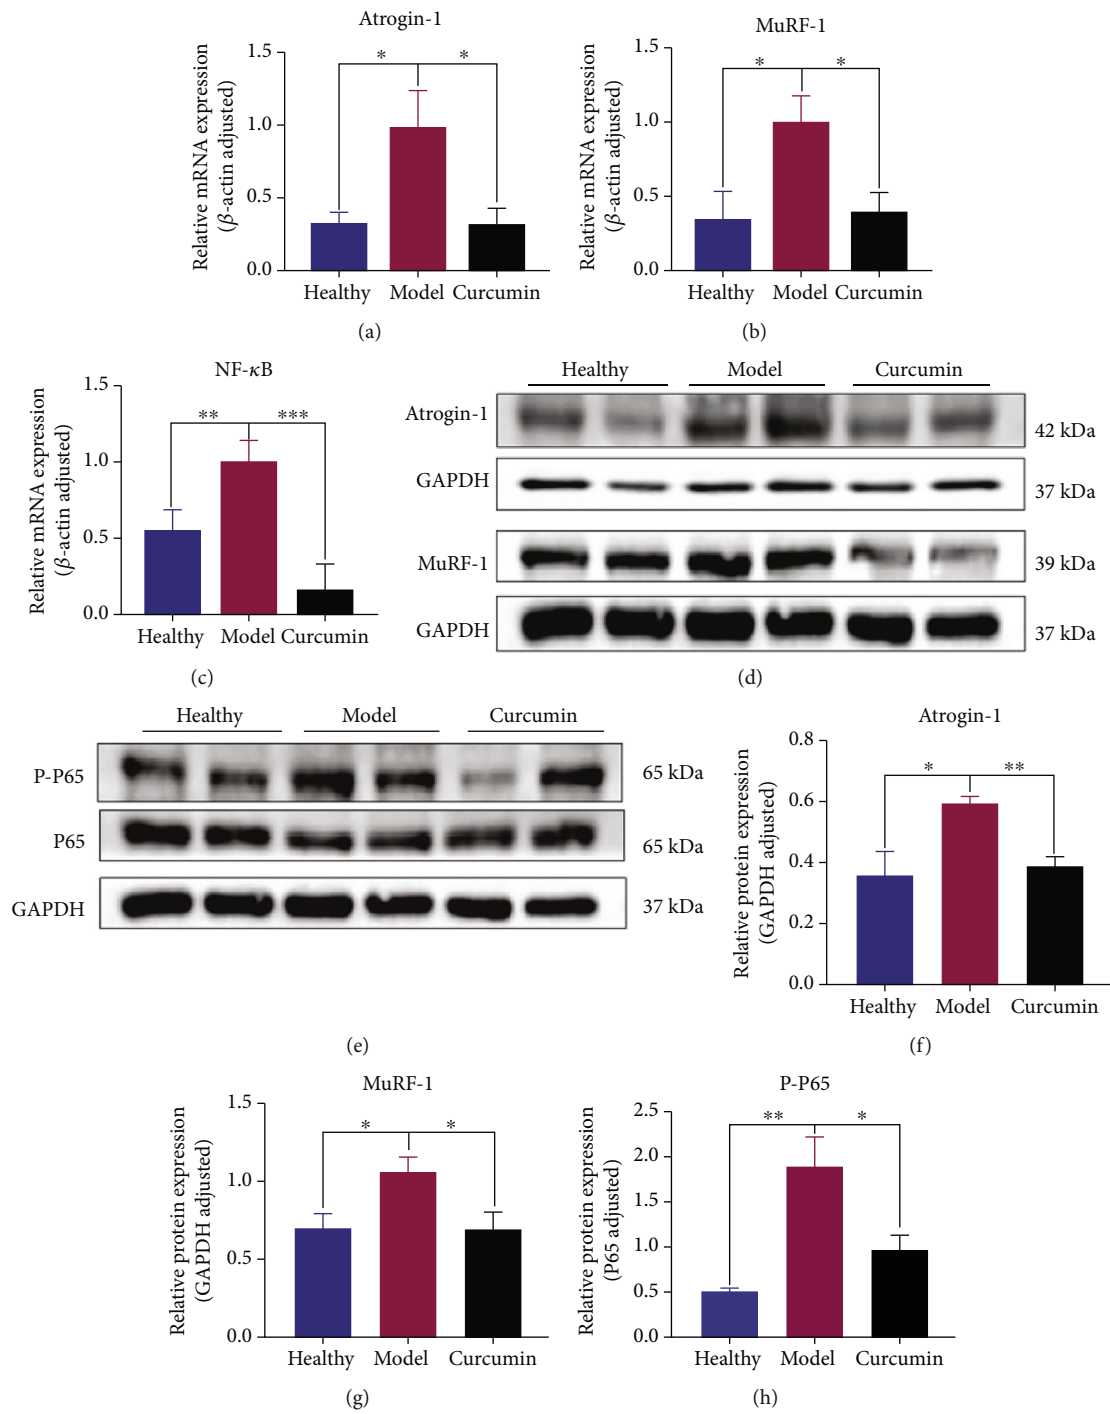 Atrogin-1
Relative mRNA expression
(β-actin adjusted)
1.5
1.0
0.5
0.0
* *
Healthy Model Curcumin
(a)
MuRF-1
Relative mRNA expression
(β-actin adjusted)
1.5
1.0
0.5
0.0
* *
Healthy Model Curcumin
(b)
NF-κB
Relative mRNA expression
(β-actin adjusted)
1.5
1.0
0.5
0.0
** ***
Healthy Model Curcumin
(c)
Healthy Model Curcumin
Atrogin-1 42 kDa
GAPDH 37 kDa
MuRF-1 39 kDa
GAPDH 37 kDa
(d)
Healthy Model Curcumin
P-P65 65 kDa
P65 65 kDa
GAPDH 37 kDa
(e)
Atrogin-1
Relative protein expression
(GAPDH adjusted)
0.8
0.6
0.4
0.2
0.0
* **
Healthy Model Curcumin
(f)
MuRF-1
Relative protein expression
(GAPDH adjusted)
1.5
1.0
0.5
0.0
* *
Healthy Model Curcumin
(g)
P-P65
Relative protein expression
(P65 adjusted)
2.5
2.0
1.5
1.0
0.5
0.0
** *
Healthy Model Curcumin
(h)